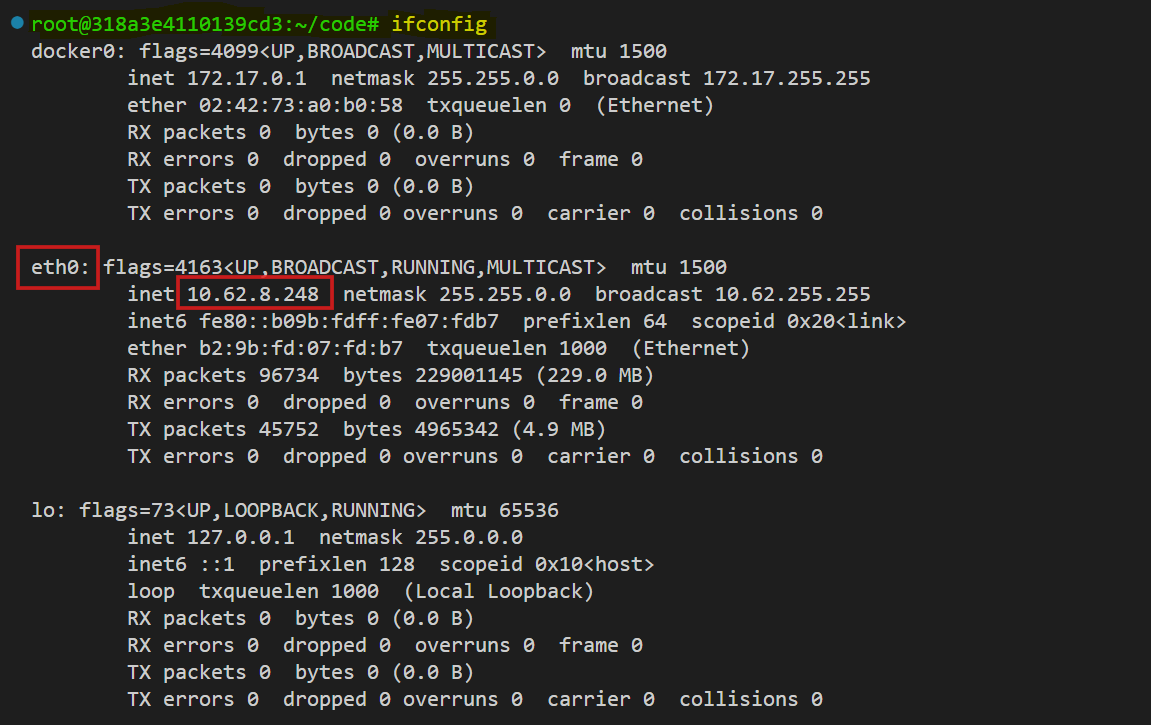 root@318a3e4110139cd3:~/code# ifconfig
docker0: flags=4099<UP,BROADCAST,MULTICAST>  mtu 1500
        inet 172.17.0.1  netmask 255.255.0.0  broadcast 172.17.255.255
        ether 02:42:73:a0:b0:58  txqueuelen 0  (Ethernet)
        RX packets 0  bytes 0 (0.0 B)
        RX errors 0  dropped 0  overruns 0  frame 0
        TX packets 0  bytes 0 (0.0 B)
        TX errors 0  dropped 0 overruns 0  carrier 0  collisions 0

eth0: flags=4163<UP,BROADCAST,RUNNING,MULTICAST>  mtu 1500
        inet 10.62.8.248  netmask 255.255.0.0  broadcast 10.62.255.255
        inet6 fe80::b09b:fdff:fe07:fdb7  prefixlen 64  scopeid 0x20<link>
        ether b2:9b:fd:07:fd:b7  txqueuelen 1000  (Ethernet)
        RX packets 96734  bytes 229001145 (229.0 MB)
        RX errors 0  dropped 0  overruns 0  frame 0
        TX packets 45752  bytes 4965342 (4.9 MB)
        TX errors 0  dropped 0 overruns 0  carrier 0  collisions 0

lo: flags=73<UP,LOOPBACK,RUNNING>  mtu 65536
        inet 127.0.0.1  netmask 255.0.0.0
        inet6 ::1  prefixlen 128  scopeid 0x10<host>
        loop  txqueuelen 1000  (Local Loopback)
        RX packets 0  bytes 0 (0.0 B)
        RX errors 0  dropped 0  overruns 0  frame 0
        TX packets 0  bytes 0 (0.0 B)
        TX errors 0  dropped 0 overruns 0  carrier 0  collisions 0